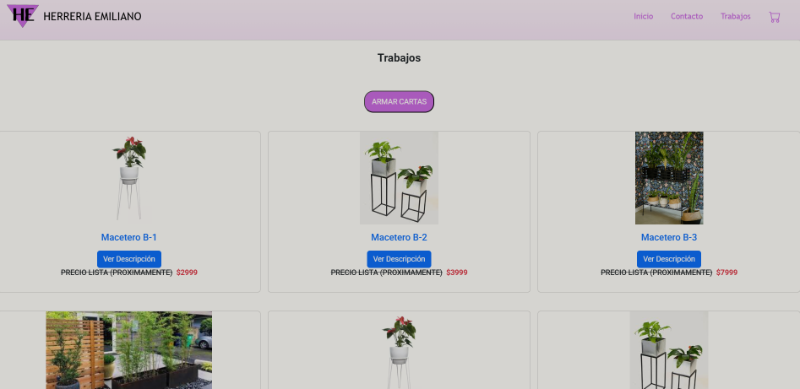 HE HERRERIA EMILIANO
Inicio Contacto Trabajos
Trabajos
ARMAR CARTAS
Macetero B-1
Ver Descripción
PRECIO LISTA (PROXIMAMENTE) $2999
Macetero B-2
Ver Descripción
PRECIO LISTA (PROXIMAMENTE) $3999
Macetero B-3
Ver Descripción
PRECIO LISTA (PROXIMAMENTE) $7999